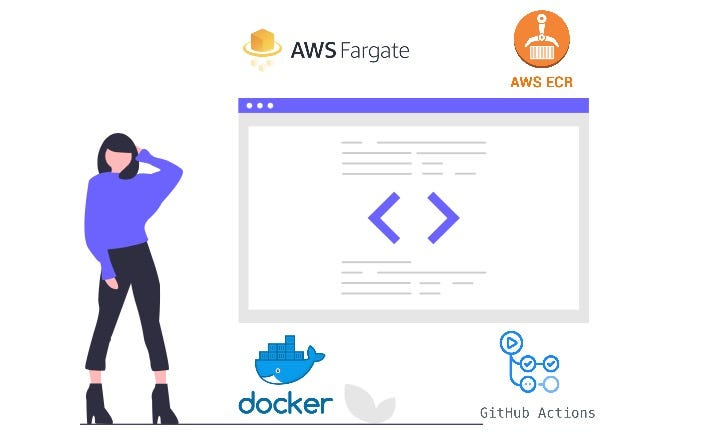 AWS Fargate
AWS ECR
docker
GitHub Actions